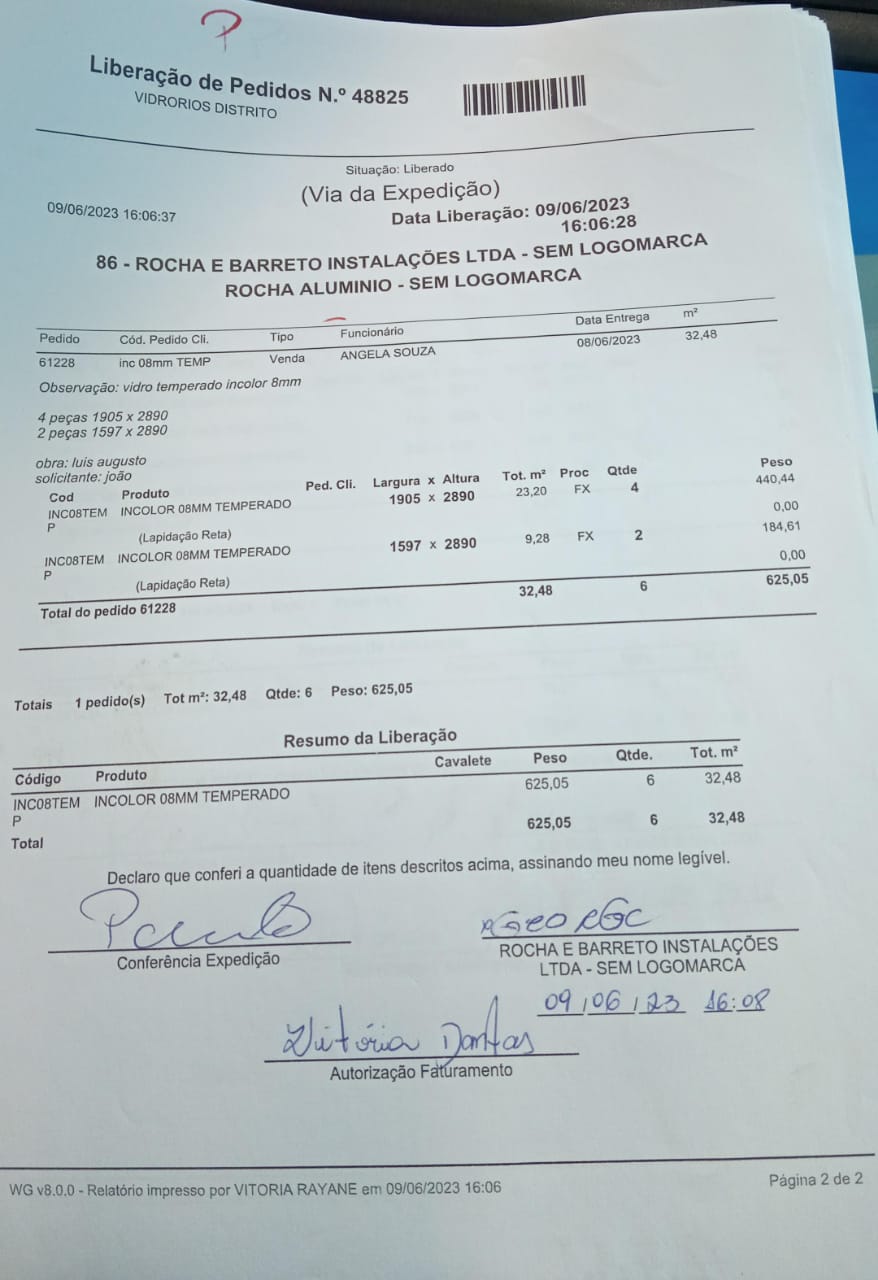 P
Liberação de Pedidos N.º 48825
VIDRORIOS DISTRITO
Situação: Liberado
(Via da Expedição)
09/06/2023 16:06:37
Data Liberação: 09/06/2023
16:06:28
86 - ROCHA E BARRETO INSTALAÇÕES LTDA - SEM LOGOMARCA
ROCHA ALUMINIO - SEM LOGOMARCA
Pedido Cód. Pedido Cli. Tipo Funcionário Data Entrega m²
61228 inc 08mm TEMP Venda ANGELA SOUZA 08/06/2023 32,48
Observação: vidro temperado incolor 8mm
4 peças 1905 x 2890
2 peças 1597 x 2890
obra: luis augusto
solicitante: joão
Cod Produto Ped. Cli. Largura x Altura Tot. m² Proc Qtde Peso
INC08TEM INCOLOR 08MM TEMPERADO 1905 x 2890 23,20 FX 4 440,44
P
(Lapidação Reta) 0,00
INC08TEM INCOLOR 08MM TEMPERADO 1597 x 2890 9,28 FX 2 184,61
P
(Lapidação Reta) 0,00
Total do pedido 61228 32,48 6 625,05
Totais 1 pedido(s) Tot m²: 32,48 Qtde: 6 Peso: 625,05
Resumo da Liberação
Código Produto Cavalete Peso Qtde. Tot. m²
INC08TEM INCOLOR 08MM TEMPERADO 625,05 6 32,48
P
Total 625,05 6 32,48
Declaro que conferi a quantidade de itens descritos acima, assinando meu nome legível.
Paulo
Conferência Expedição
ROCHA E BARRETO INSTALAÇÕES
LTDA - SEM LOGOMARCA
09/06/23 16:08
Vitória Dantas
Autorização Faturamento
WG v8.0.0 - Relatório impresso por VITORIA RAYANE em 09/06/2023 16:06
Página 2 de 2